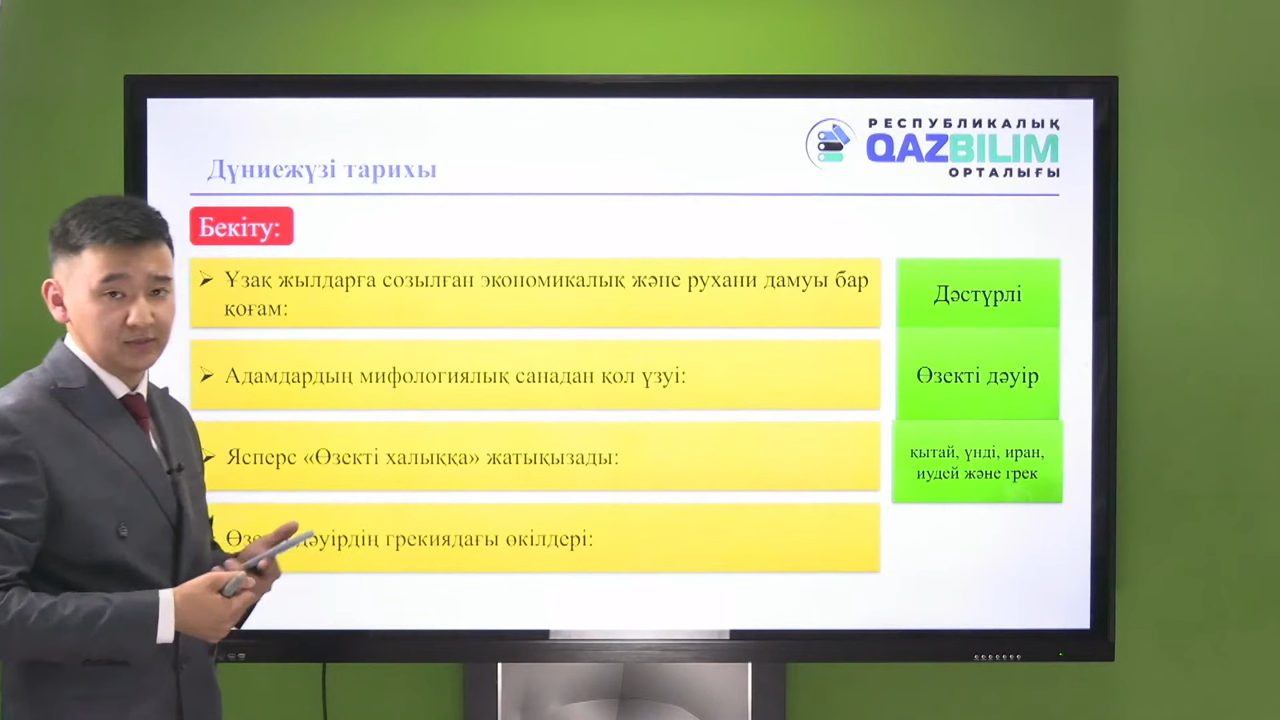 РЕСПУБЛИКАЛЫҚ
QAZBILIM
ОРТАЛЫҒЫ
Дүниежүзі тарихы
Бекіту:
Ұзақ жылдарға созылған экономикалық және рухани дамуы бар
қоғам:
Дәстүрлі
Адамдардың мифологиялық санадан қол үзуі:
Өзекті дәуір
Ясперс «Өзекті халыққа» жатықызады:
қытай, үнді, иран,
иудей және грек
дәуірдің грекиядағы өкілдері: